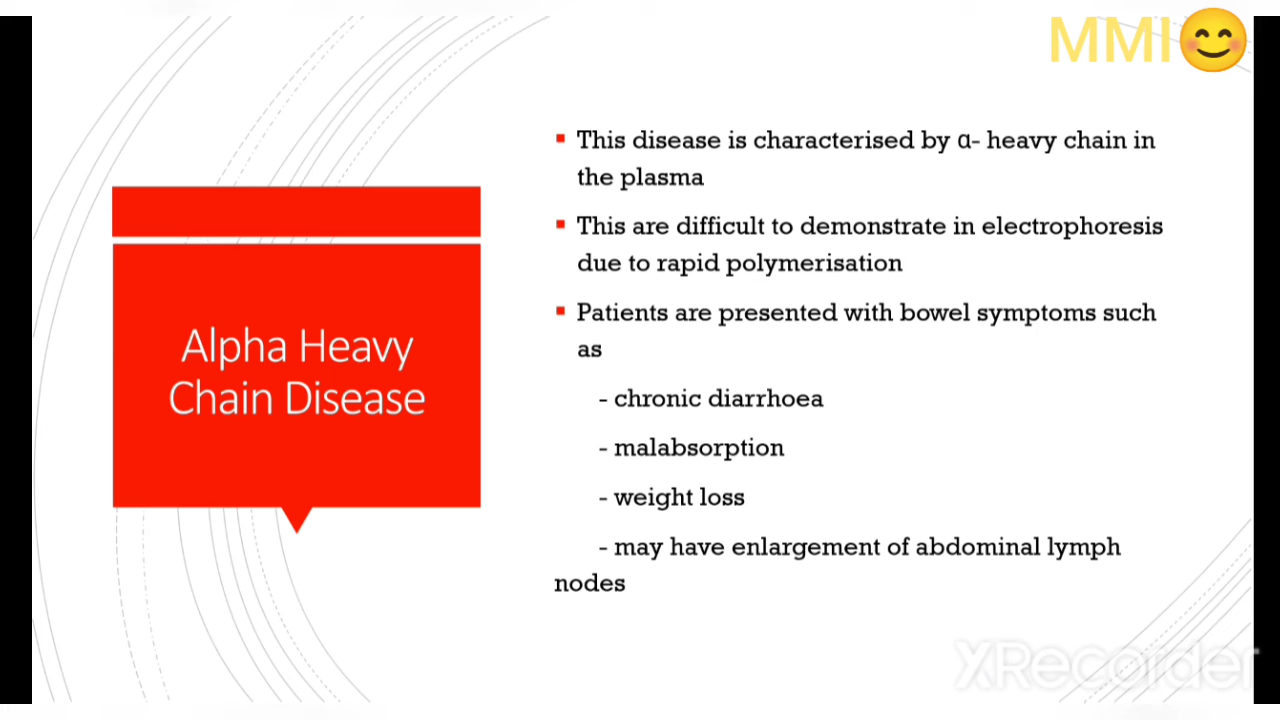 MMI😊
Alpha Heavy
Chain Disease
▪ This disease is characterised by α- heavy chain in
the plasma
▪ This are difficult to demonstrate in electrophoresis
due to rapid polymerisation
▪ Patients are presented with bowel symptoms such
as
- chronic diarrhoea
- malabsorption
- weight loss
- may have enlargement of abdominal lymph
nodes
XRecorder